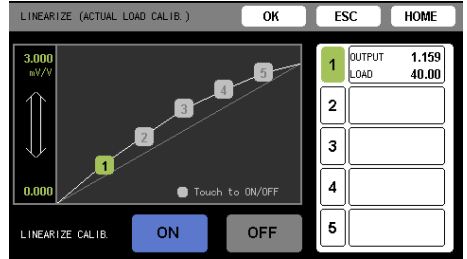 LINEARIZE (ACTUAL LOAD CALIB.) OK ESC HOME
3.000
mV/V
5
4
3
2
1
0.000
Touch to ON/OFF
LINEARIZE CALIB. ON OFF
1 OUTPUT 1.159
LOAD 40.00
2
3
4
5